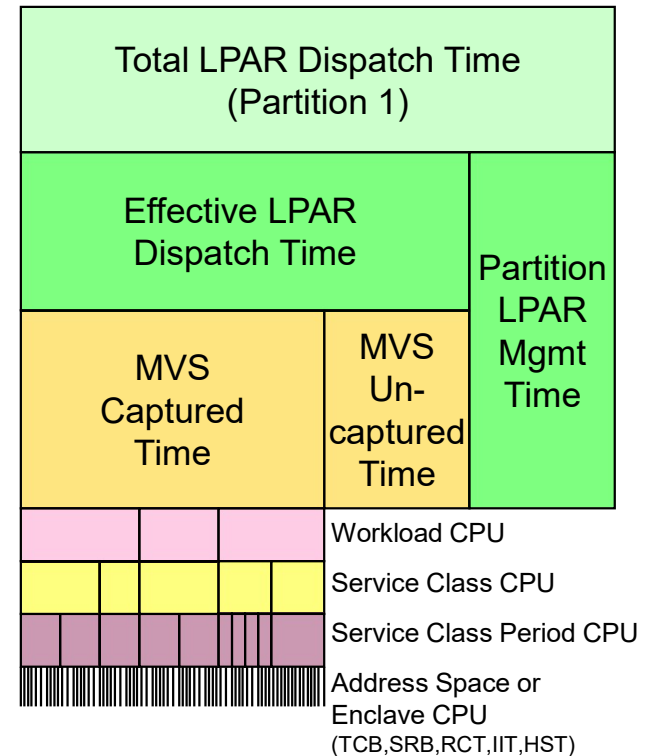 Total LPAR Dispatch Time
(Partition 1)
Effective LPAR
Dispatch Time
Partition
LPAR
Mgmt
Time
MVS
Captured
Time
MVS
Un-
captured
Time
Workload CPU
Service Class CPU
Service Class Period CPU
Address Space or
Enclave CPU
(TCB,SRB,RCT,IIT,HST)